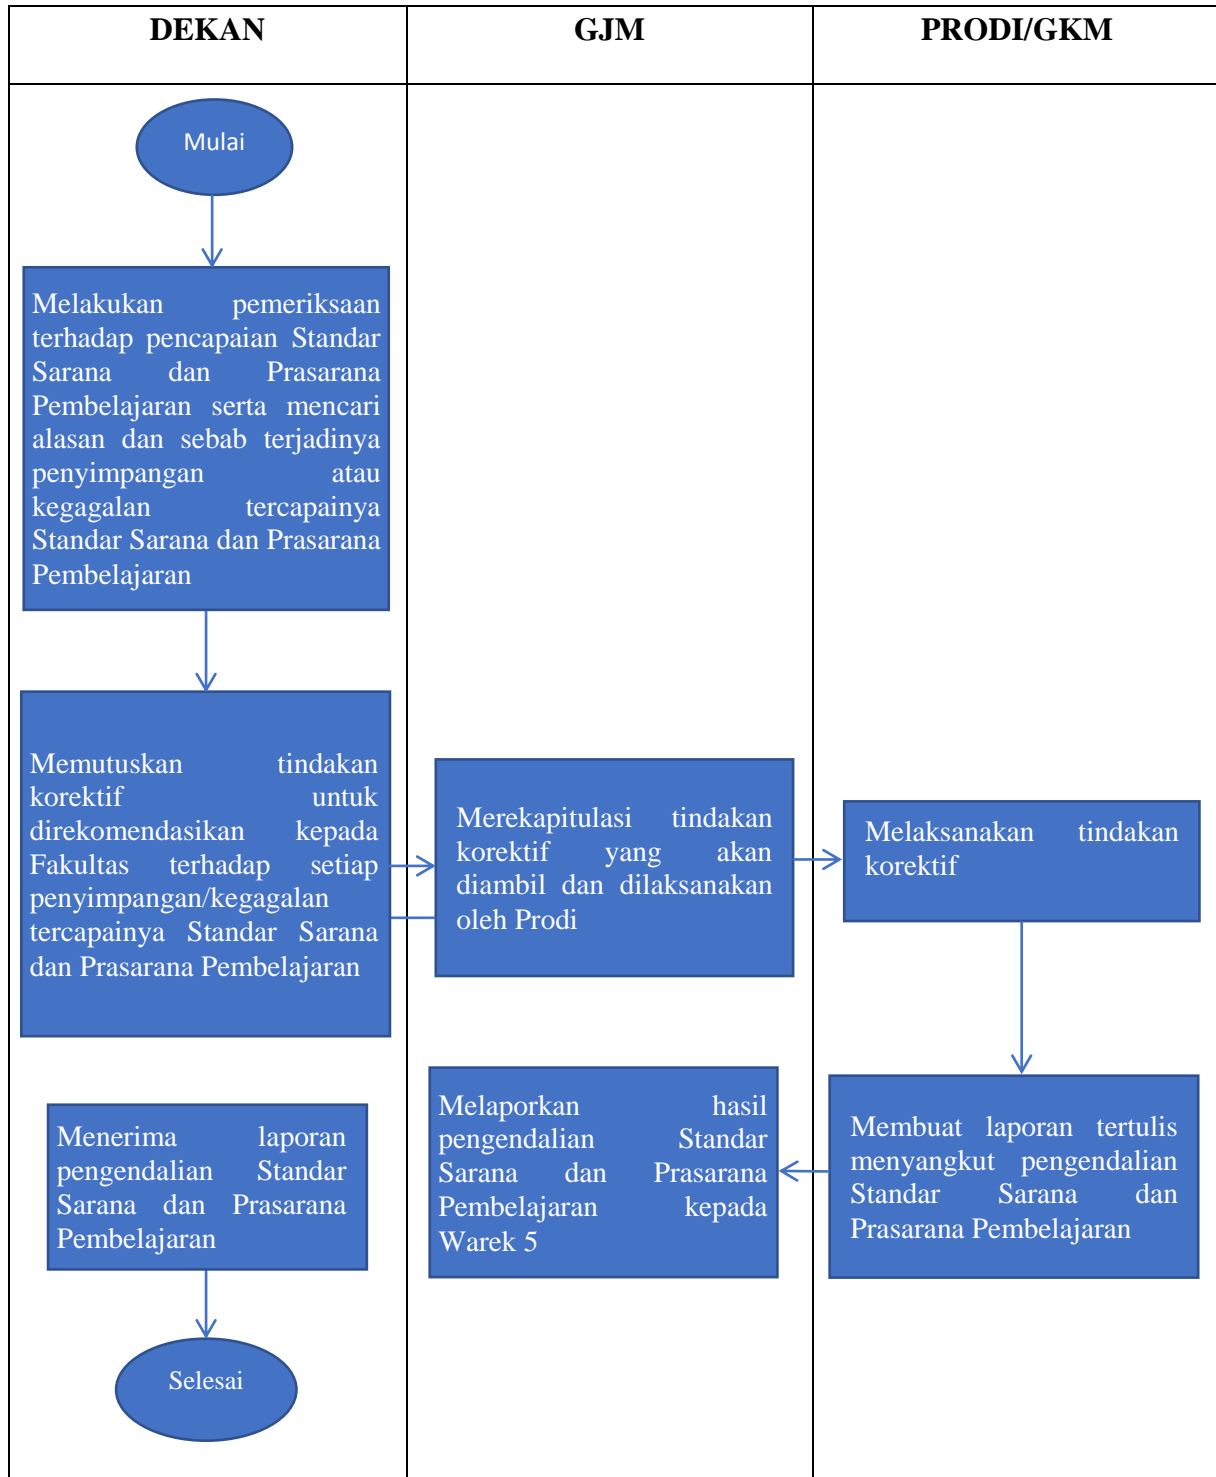 DEKAN
GJM
PRODI/GKM
Mulai
Melakukan pemeriksaan
terhadap pencapaian Standar
Sarana dan Prasarana
Pembelajaran serta mencari
alasan dan sebab terjadinya
penyimpangan atau
kegagalan tercapainya
Standar Sarana dan Prasarana
Pembelajaran
Memutuskan tindakan
korektif untuk
direkomendasikan kepada
Fakultas terhadap setiap
penyimpangan/kegagalan
tercapainya Standar Sarana
dan Prasarana Pembelajaran
Merekapitulasi tindakan
korektif yang akan
diambil dan dilaksanakan
oleh Prodi
Melaksanakan tindakan
korektif
Membuat laporan tertulis
menyangkut pengendalian
Standar Sarana dan
Prasarana Pembelajaran
Melaporkan hasil
pengendalian Standar
Sarana dan Prasarana
Pembelajaran kepada
Warek 5
Menerima laporan
pengendalian Standar
Sarana dan Prasarana
Pembelajaran
Selesai